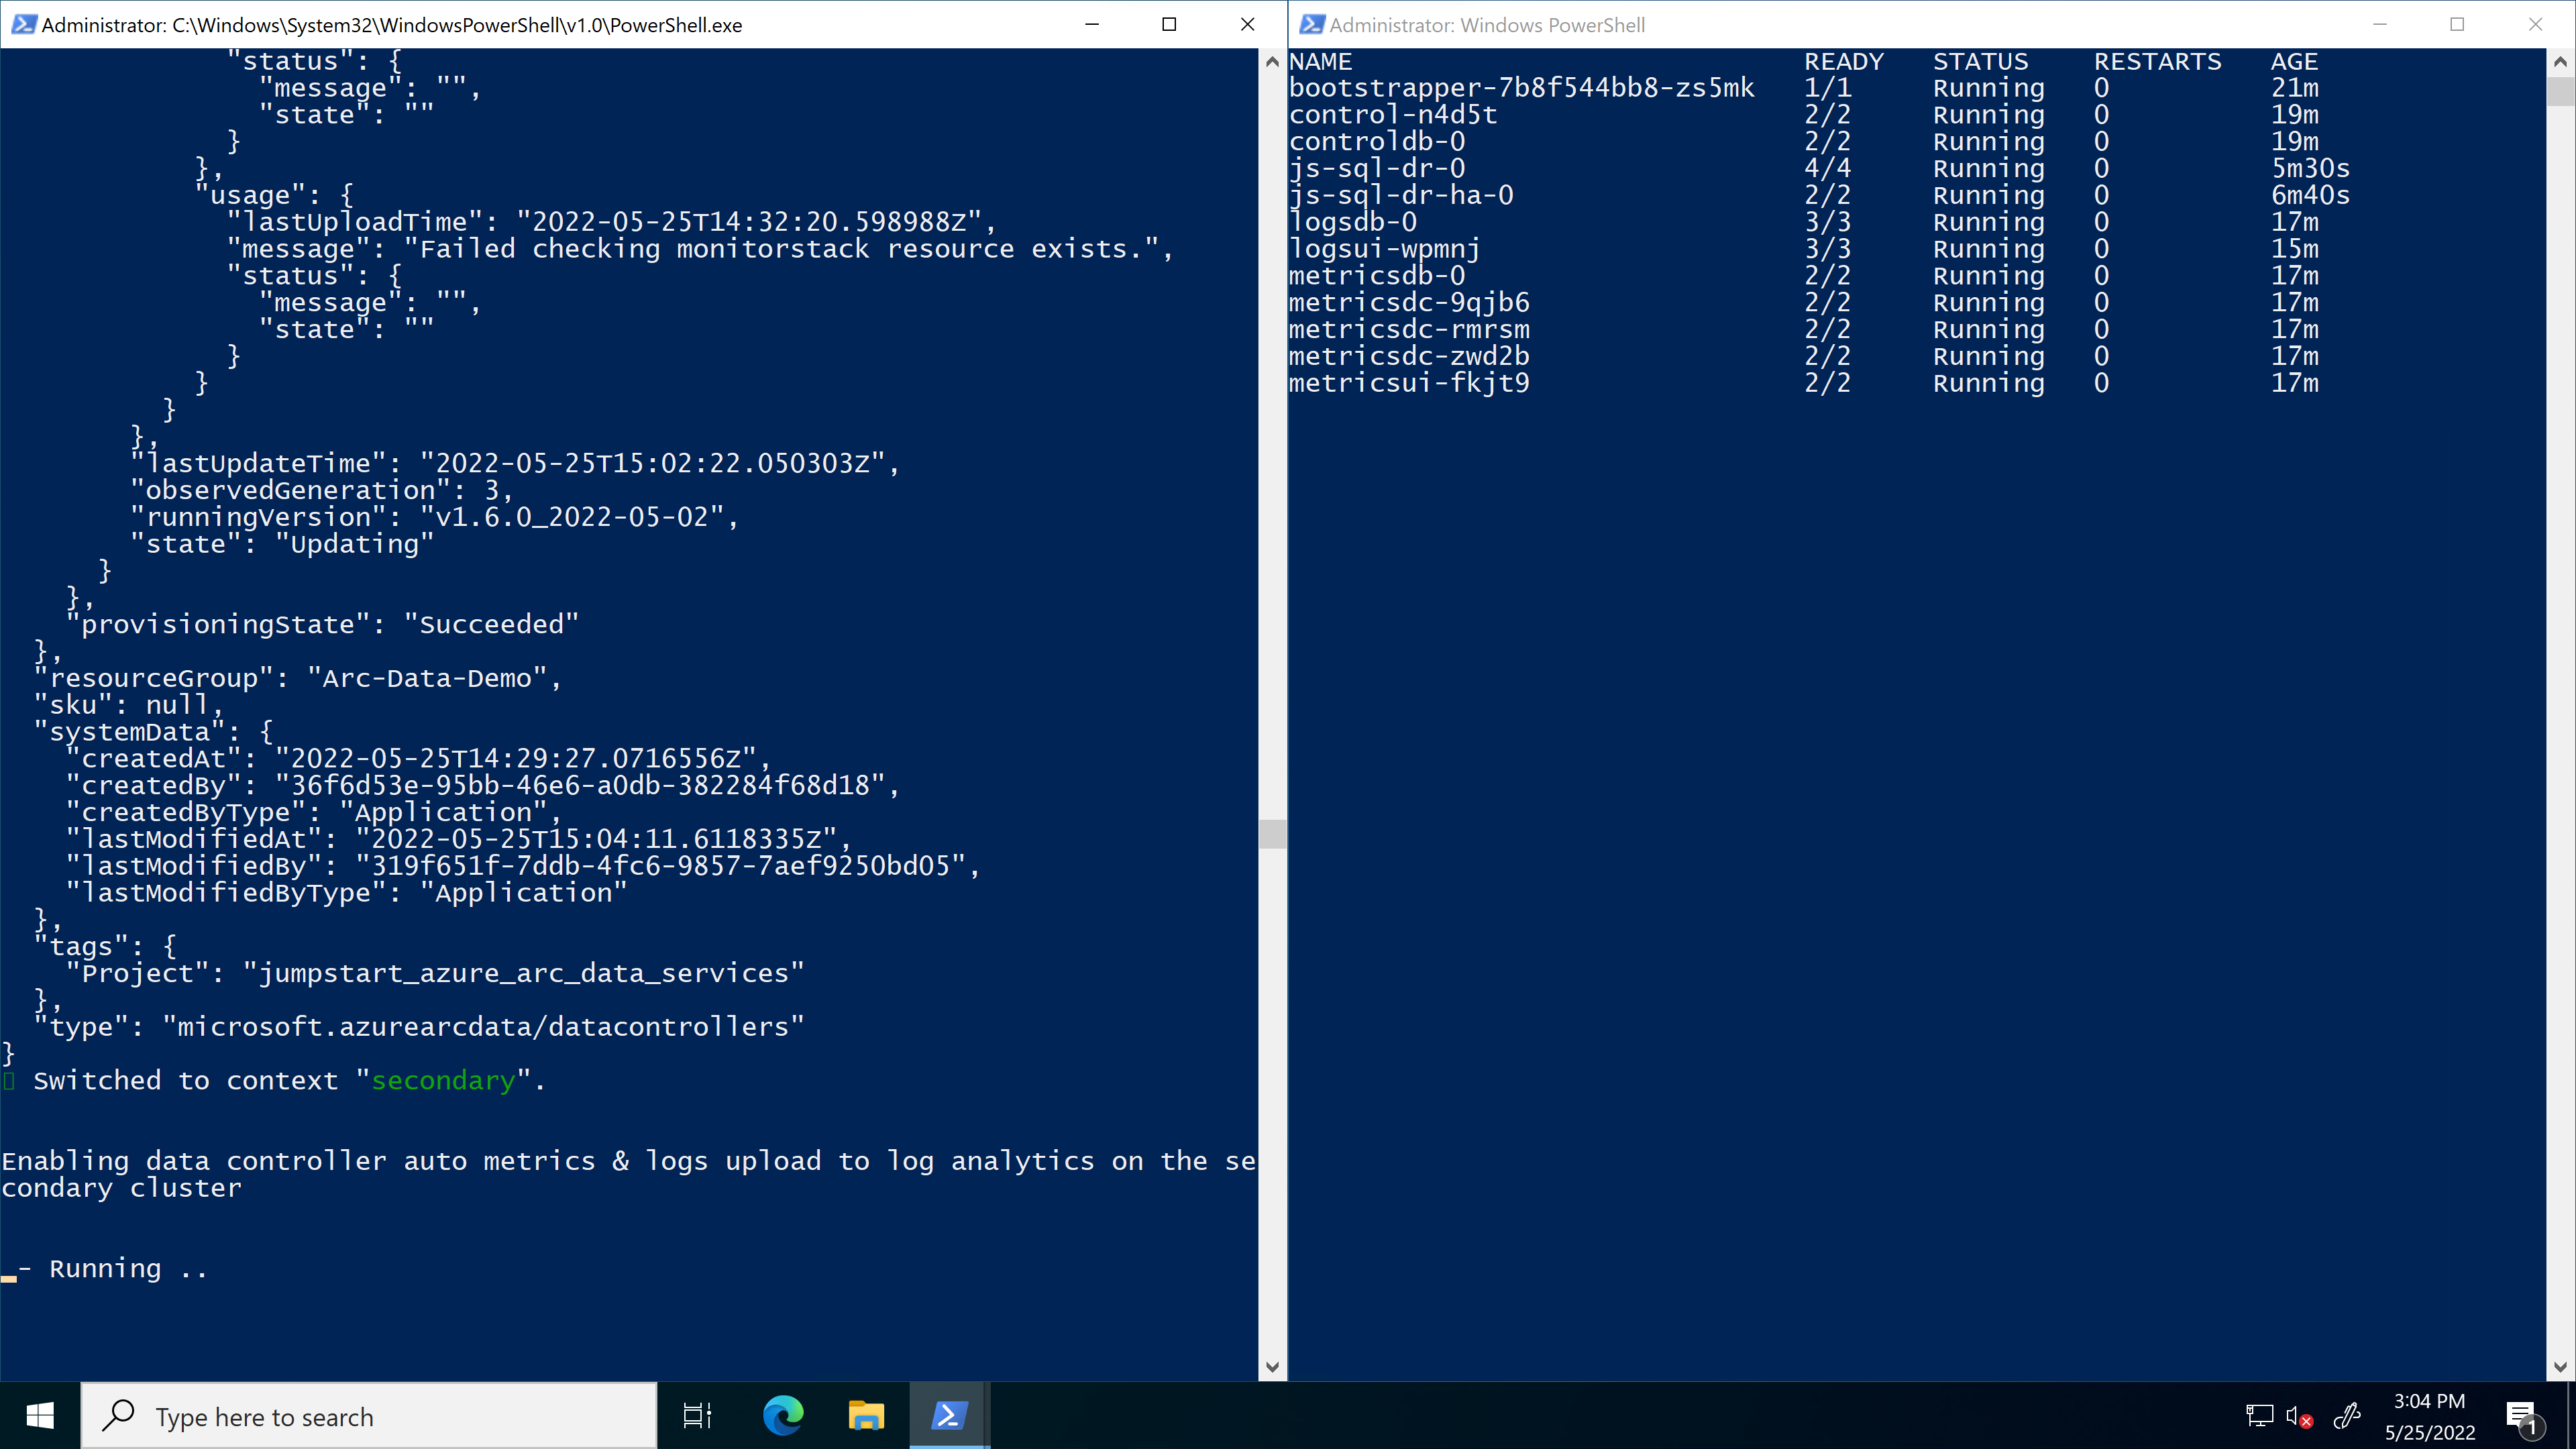 Administrator: C:\Windows\System32\WindowsPowerShell\v1.0\PowerShell.exe
              "status": {
                "message": "",
                "state": ""
              }
            },
            "usage": {
              "lastUploadTime": "2022-05-25T14:32:20.598988Z",
              "message": "Failed checking monitorstack resource exists.",
              "status": {
                "message": "",
                "state": ""
              }
            }
          }
        },
        "lastUpdateTime": "2022-05-25T15:02:22.050303Z",
        "observedGeneration": 3,
        "runningVersion": "v1.6.0_2022-05-02",
        "state": "Updating"
      }
    },
    "provisioningState": "Succeeded"
  },
  "resourceGroup": "Arc-Data-Demo",
  "sku": null,
  "systemData": {
    "createdAt": "2022-05-25T14:29:27.0716556Z",
    "createdBy": "36f6d53e-95bb-46e6-a0db-382284f68d18",
    "createdByType": "Application",
    "lastModifiedAt": "2022-05-25T15:04:11.6118335Z",
    "lastModifiedBy": "319f651f-7ddb-4fc6-9857-7aef9250bd05",
    "lastModifiedByType": "Application"
  },
  "tags": {
    "Project": "jumpstart_azure_arc_data_services"
  },
  "type": "microsoft.azurearcdata/datacontrollers"
}
Switched to context "secondary".
Enabling data controller auto metrics & logs upload to log analytics on the se
condary cluster
_- Running ..
Administrator: Windows PowerShell
NAME READY STATUS RESTARTS AGE
bootstrapper-7b8f544bb8-zs5mk 1/1 Running 0 21m
control-n4d5t 2/2 Running 0 19m
controldb-0 2/2 Running 0 19m
js-sql-dr-0 4/4 Running 0 5m30s
js-sql-dr-ha-0 2/2 Running 0 6m40s
logsdb-0 3/3 Running 0 17m
logsui-wpmnj 3/3 Running 0 15m
metricsdb-0 2/2 Running 0 17m
metricsdc-9qjb6 2/2 Running 0 17m
metricsdc-rmrsm 2/2 Running 0 17m
metricsdc-zwd2b 2/2 Running 0 17m
metricsui-fkjt9 2/2 Running 0 17m
Type here to search
3:04 PM
5/25/2022
1